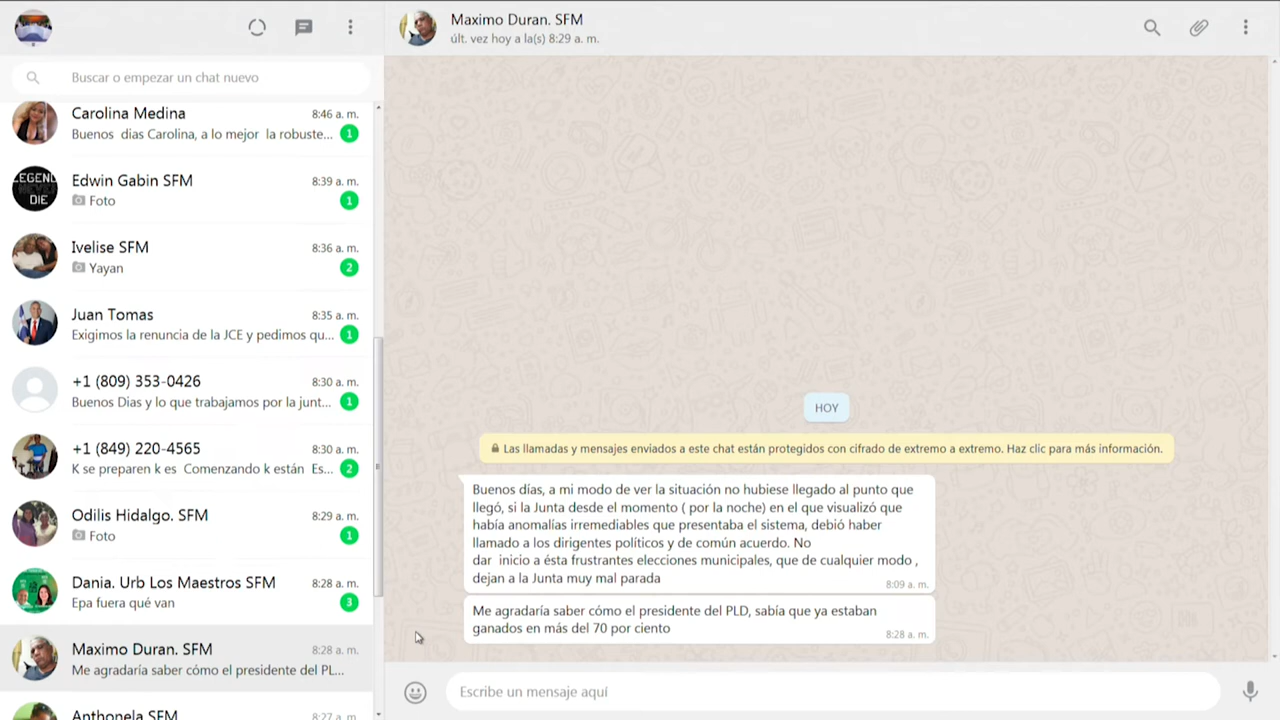 Buscar o empezar un chat nuevo
Carolina Medina
8:46 a. m.
Buenos dias Carolina, a lo mejor la robuste...
1
LEGEND
NEVER
DIE
Edwin Gabin SFM
8:39 a. m.
Foto
1
Ivelise SFM
8:36 a. m.
Yayan
2
Juan Tomas
8:35 a. m.
Exigimos la renuncia de la JCE y pedimos qu...
1
+1 (809) 353-0426
8:30 a. m.
Buenos Dias y lo que trabajamos por la junt...
1
+1 (849) 220-4565
8:30 a. m.
K se preparen k es Comenzando k están Es...
2
Odilis Hidalgo. SFM
8:29 a. m.
Foto
1
Dania. Urb Los Maestros SFM
8:28 a. m.
Epa fuera qué van
3
Maximo Duran. SFM
8:28 a. m.
Me agradaría saber cómo el presidente del PL...
Anthonela SFM
8:27 a. m.
Maximo Duran. SFM
últ. vez hoy a la(s) 8:29 a. m.
HOY
Las llamadas y mensajes enviados a este chat están protegidos con cifrado de extremo a extremo. Haz clic para más información.
Buenos días, a mi modo de ver la situación no hubiese llegado al punto que
llegó, si la Junta desde el momento ( por la noche) en el que visualizó que
había anomalías irremediables que presentaba el sistema, debió haber
llamado a los dirigentes políticos y de común acuerdo. No
dar inicio a ésta frustrantes elecciones municipales, que de cualquier modo ,
dejan a la Junta muy mal parada
8:09 a. m.
Me agradaría saber cómo el presidente del PLD, sabía que ya estaban
ganados en más del 70 por ciento
8:28 a. m.
Escribe un mensaje aquí